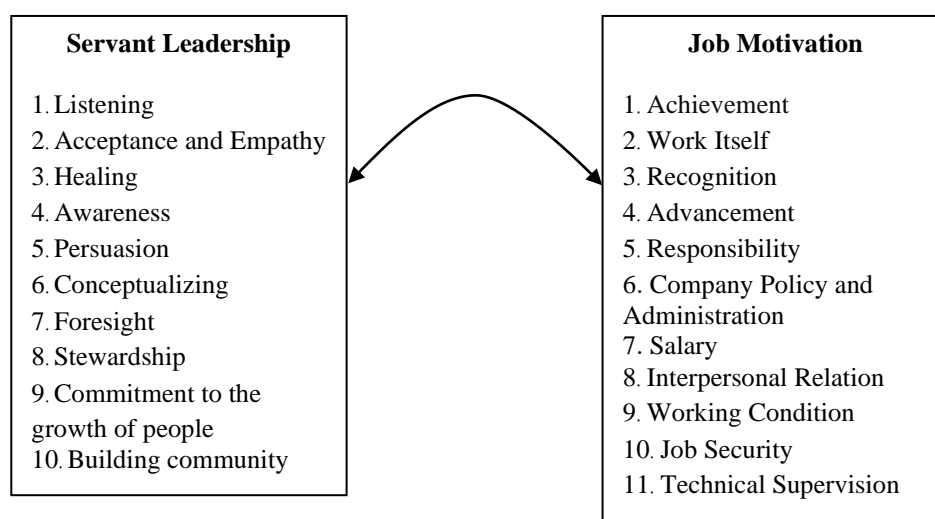 Servant Leadership
1. Listening
2. Acceptance and Empathy
3. Healing
4. Awareness
5. Persuasion
6. Conceptualizing
7. Foresight
8. Stewardship
9. Commitment to the
growth of people
10. Building community
Job Motivation
1. Achievement
2. Work Itself
3. Recognition
4. Advancement
5. Responsibility
6. Company Policy and
Administration
7. Salary
8. Interpersonal Relation
9. Working Condition
10. Job Security
11. Technical Supervision